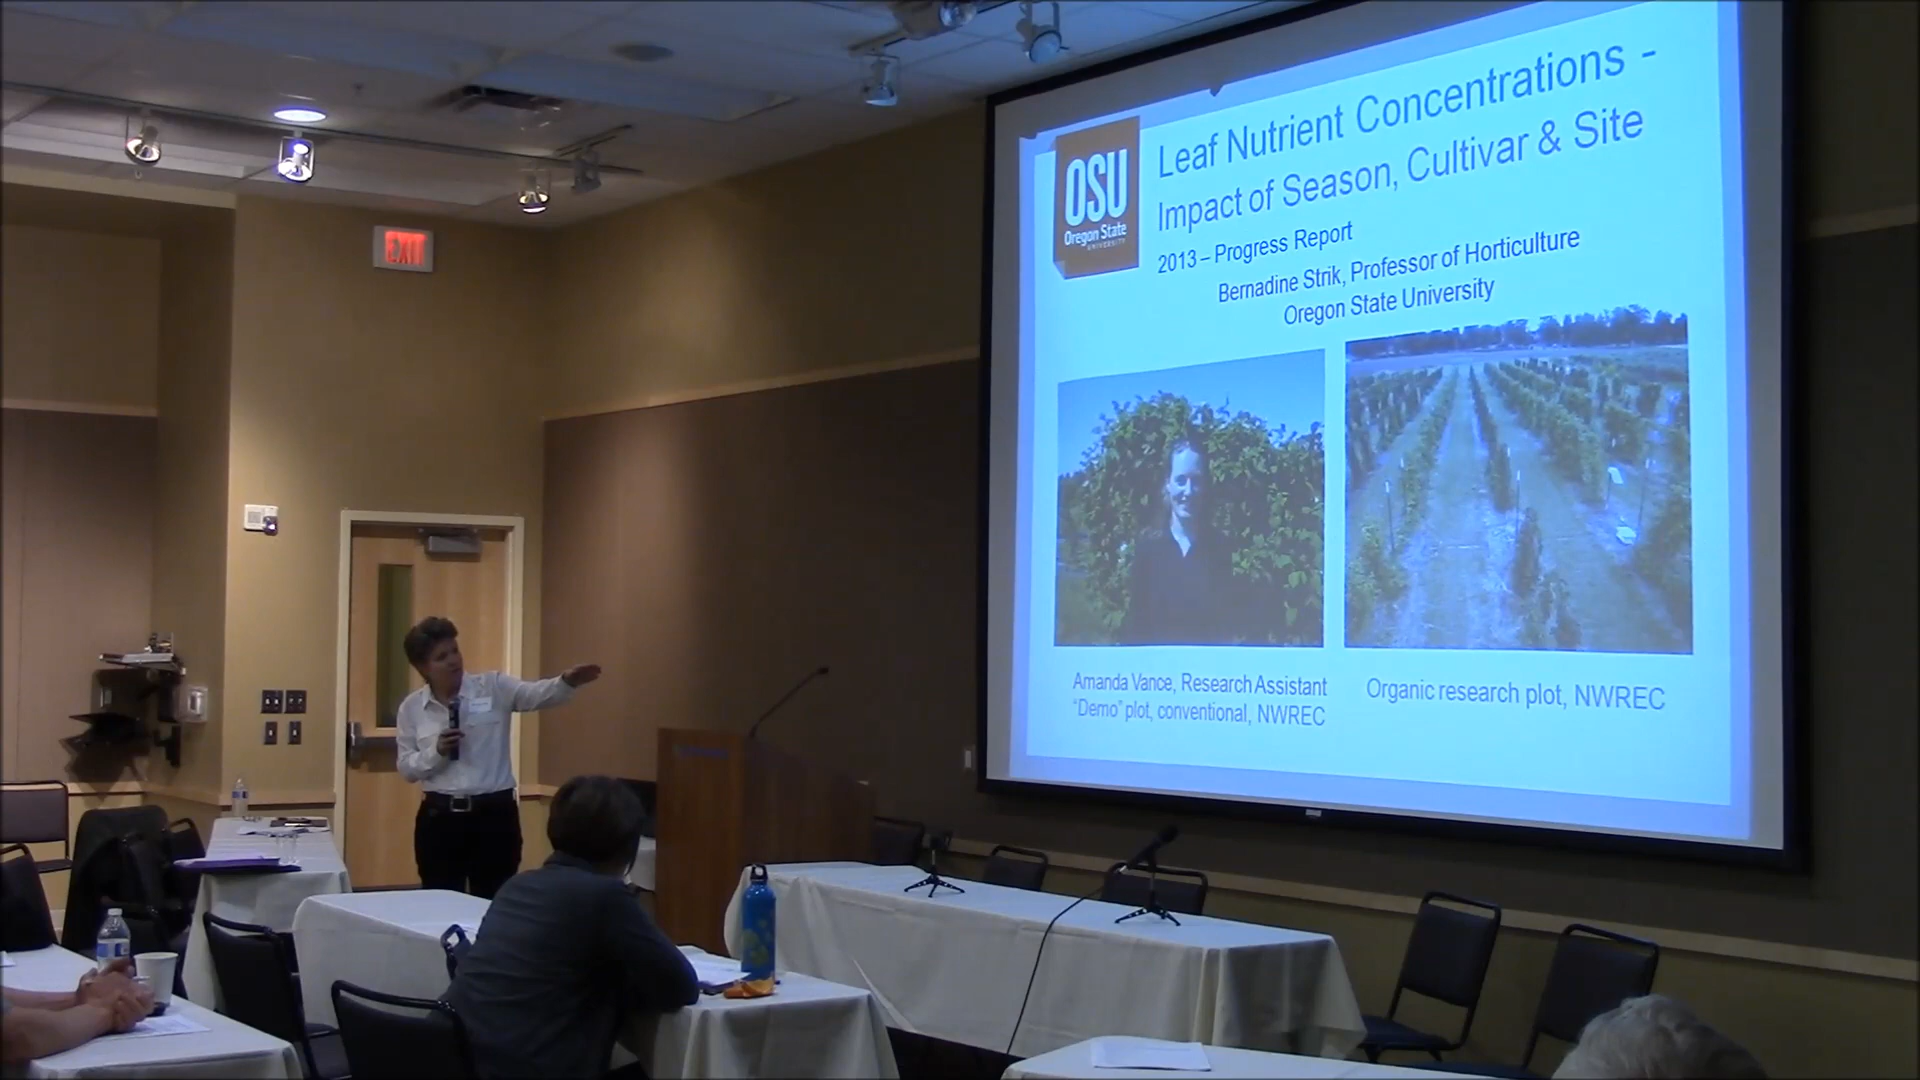 EXIT
OSU
Oregon State
UNIVERSITY
Leaf Nutrient Concentrations -
Impact of Season, Cultivar & Site
2013 – Progress Report
Bernadine Strik, Professor of Horticulture
Oregon State University
Amanda Vance, Research Assistant
“Demo” plot, conventional, NWREC
Organic research plot, NWREC